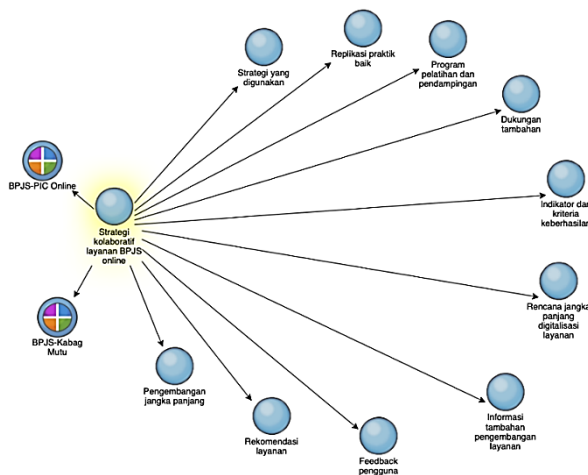 Strategi yang
digunakan
Replikasi praktik
baik
Program
pelatihan dan
pendampingan
Dukungan
tambahan
BPJS-PIC Online
Strategi
kolaboratif
layanan BPJS
online
Indikator dan
kriteria
keberhasilan
Rencana jangka
panjang
digitalisasi
layanan
BPJS-Kabag
Mutu
Pengembangan
jangka panjang
Rekomendasi
layanan
Feedback
pengguna
Informasi
tambahan
pengembangan
layanan